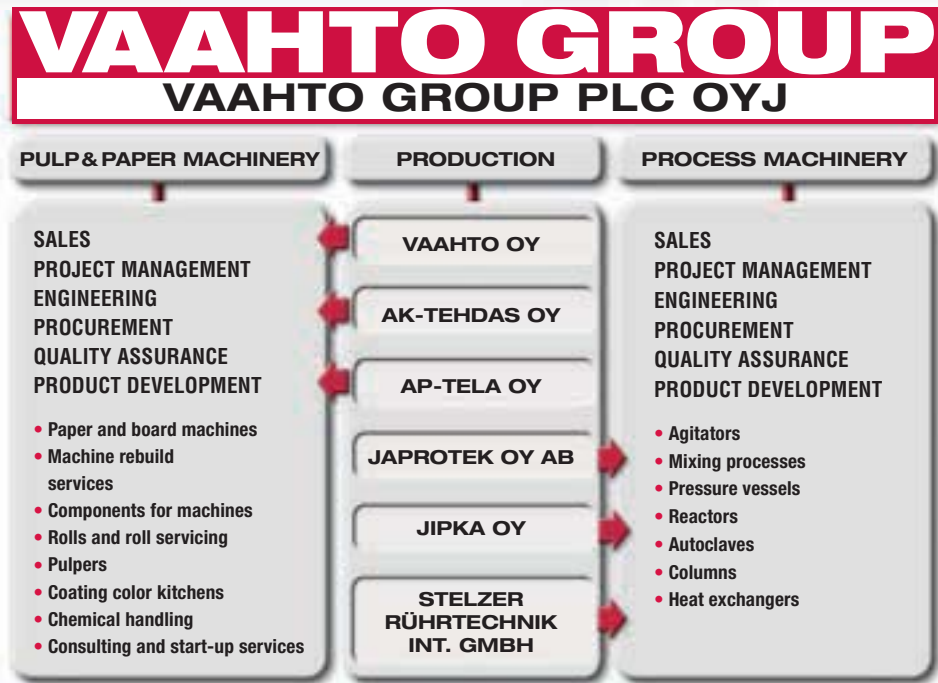 VAAHTO GROUP
VAAHTO GROUP PLC OYJ
PULP & PAPER MACHINERY
SALES
PROJECT MANAGEMENT
ENGINEERING
PROCUREMENT
QUALITY ASSURANCE
PRODUCT DEVELOPMENT
• Paper and board machines
• Machine rebuild
services
• Components for machines
• Rolls and roll servicing
• Pulpers
• Coating color kitchens
• Chemical handling
• Consulting and start-up services
PRODUCTION
VAAHTO OY
AK-TEHDAS OY
AP-TELA OY
JAPROTEK OY AB
JIPKA OY
STELZER
RÜHRTECHNIK
INT. GMBH
PROCESS MACHINERY
SALES
PROJECT MANAGEMENT
ENGINEERING
PROCUREMENT
QUALITY ASSURANCE
PRODUCT DEVELOPMENT
• Agitators
• Mixing processes
• Pressure vessels
• Reactors
• Autoclaves
• Columns
• Heat exchangers